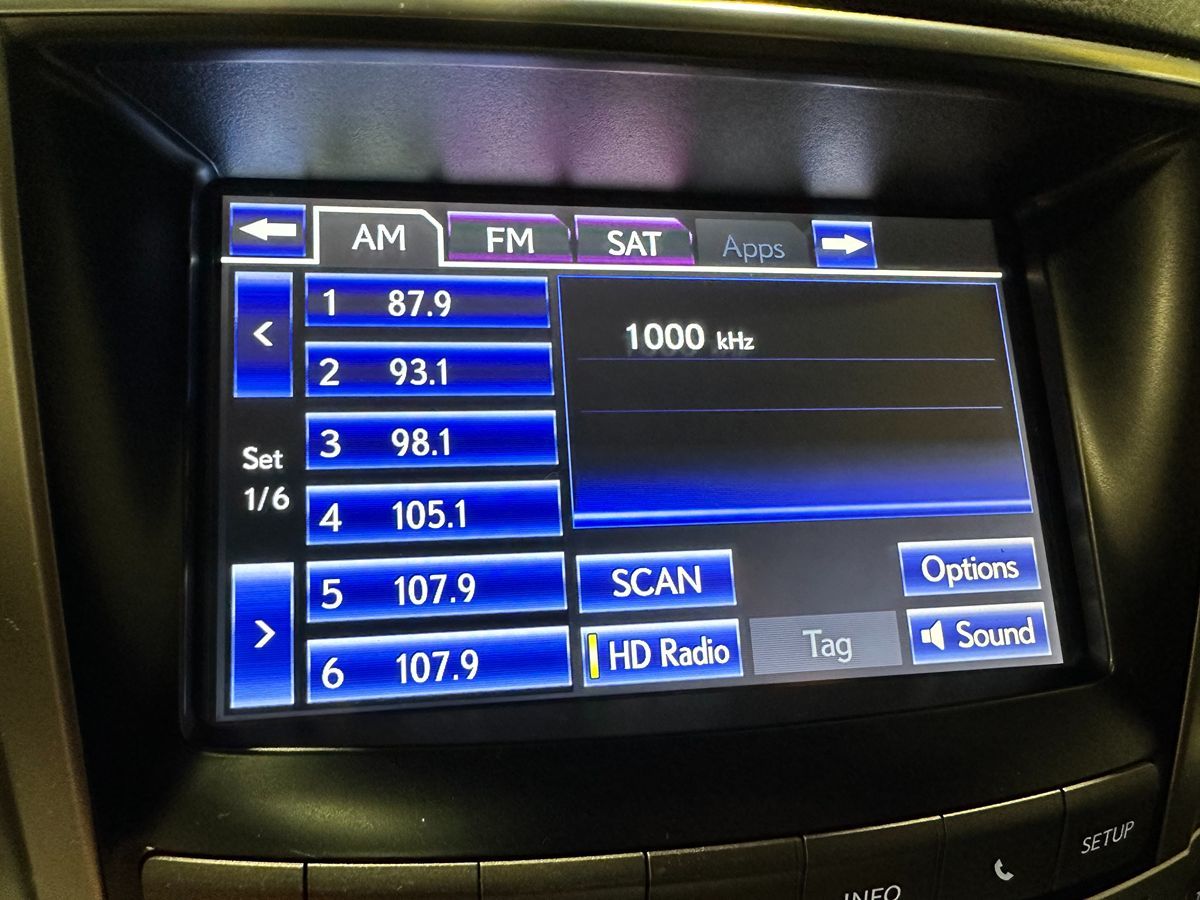 AM FM SAT Apps
<
1 87.9
2 93.1
3 98.1
4 105.1
5 107.9
6 107.9
Set
1/6
>
1000 kHz
SCAN
Options
HD Radio
Tag
Sound
INFO
SETUP